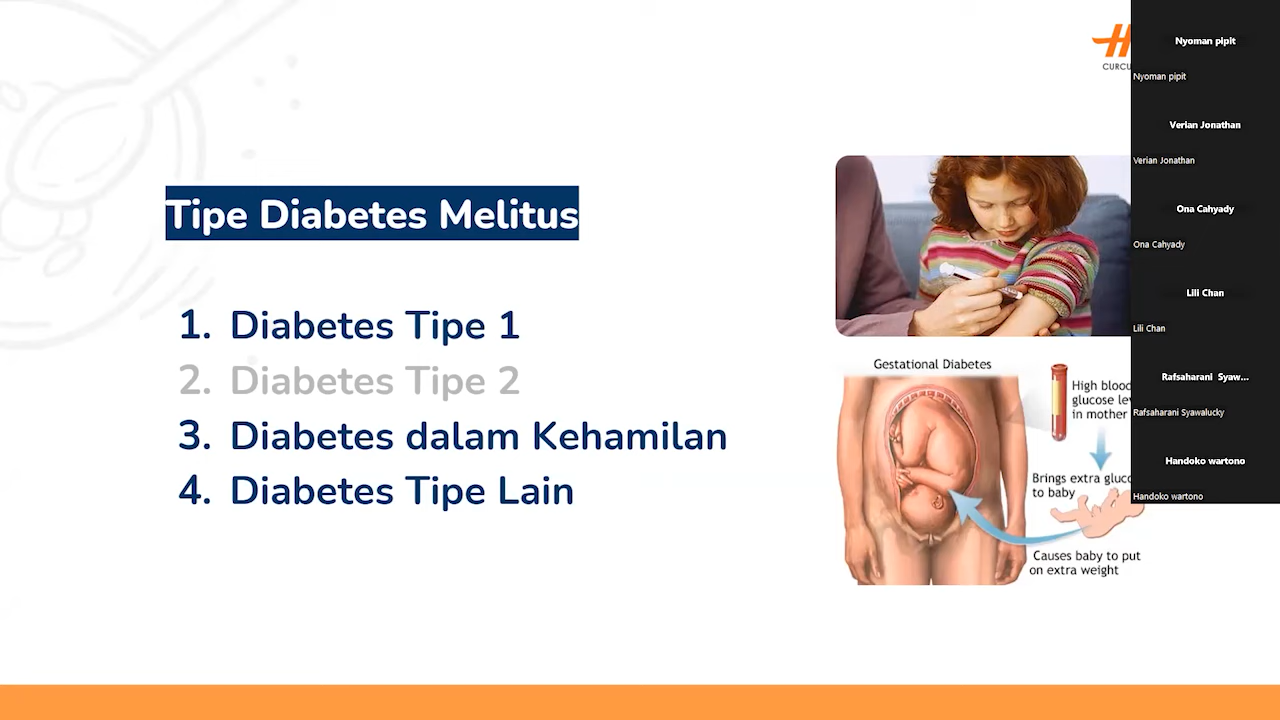 Tipe Diabetes Melitus
1. Diabetes Tipe 1
2. Diabetes Tipe 2
3. Diabetes dalam Kehamilan
4. Diabetes Tipe Lain
Gestational Diabetes
High blood
glucose
in mother
Brings extra
to baby
Causes baby to put
on extra weight
Nyoman pipit
Nyoman pipit
Verian Jonathan
Verian Jonathan
Ona Cahyady
Ona Cahyady
Lili Chan
Lili Chan
Rafsaharani Syaw...
Rafsaharani Syawalucky
Handoko wartono
Handoko wartono